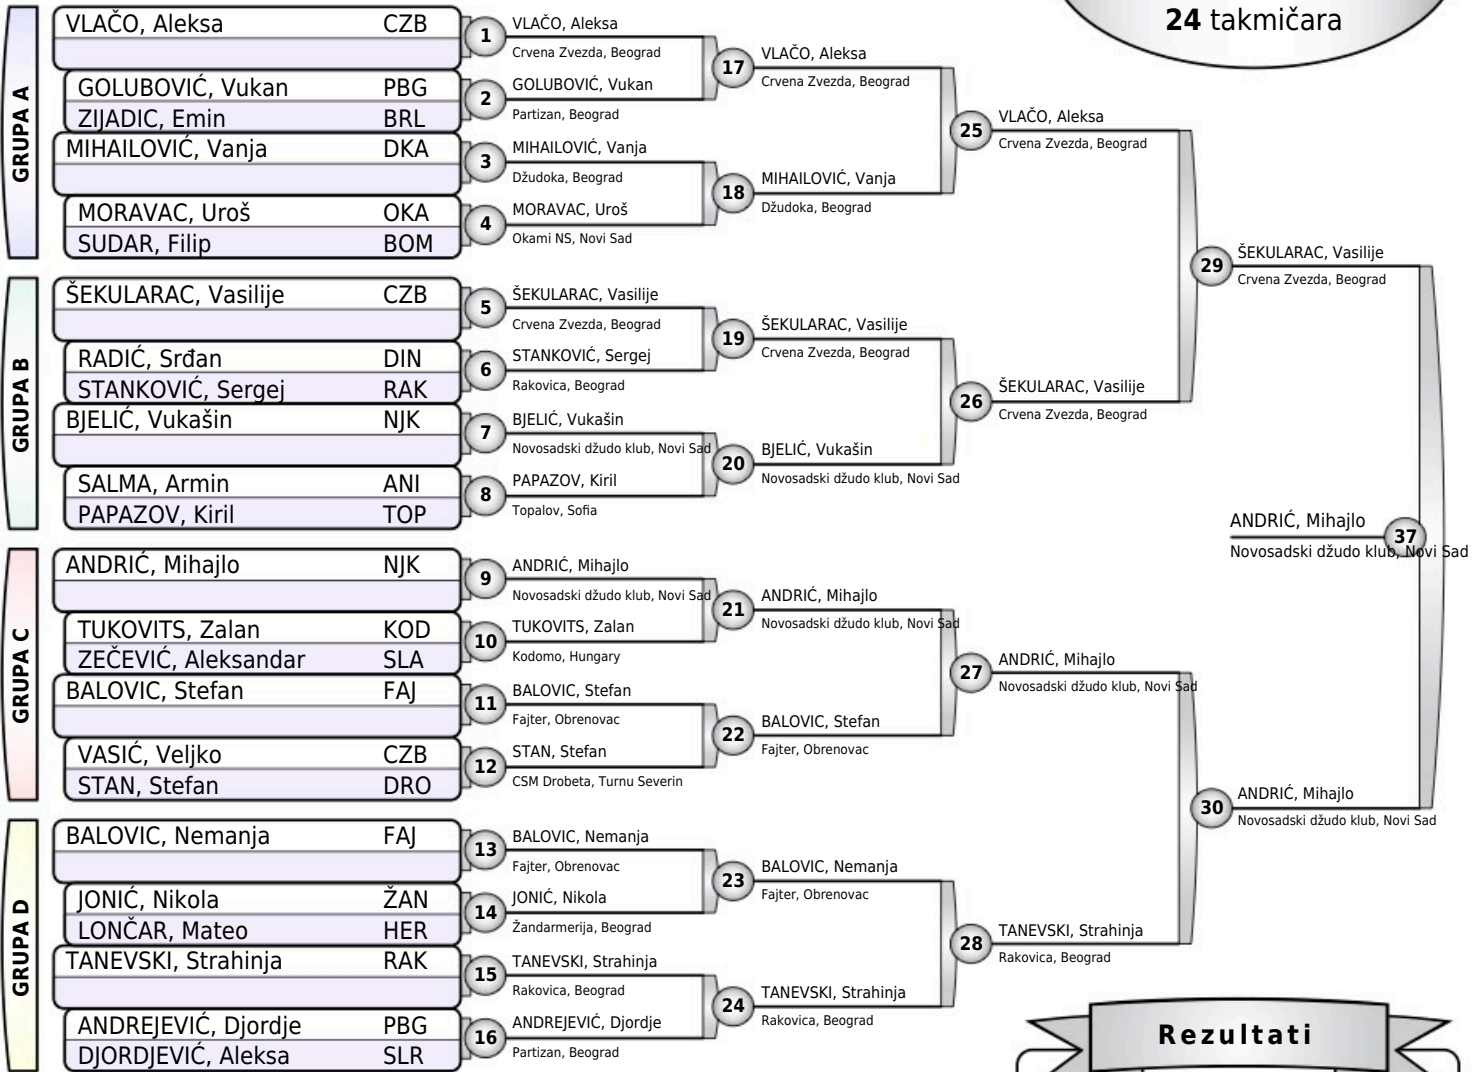 24 takmičara
GRUPA A
VLAČO, Aleksa CZB
GOLUBOVIĆ, Vukan PBG
ZIJADIC, Emin BRL
MIHAILOVIĆ, Vanja DKA
MORAVAC, Uroš OKA
SUDAR, Filip BOM
GRUPA B
ŠEKULARAC, Vasilije CZB
RADIĆ, Srđan DIN
STANKOVIĆ, Sergej RAK
BJELIĆ, Vukašin NJK
SALMA, Armin ANI
PAPAZOV, Kiril TOP
GRUPA C
ANDRIĆ, Mihajlo NJK
TUKOVITS, Zalan KOD
ZEČEVIĆ, Aleksandar SLA
BALOVIC, Stefan FAJ
VASIĆ, Veljko CZB
STAN, Stefan DRO
GRUPA D
BALOVIC, Nemanja FAJ
JONIĆ, Nikola ŽAN
LONČAR, Mateo HER
TANEVSKI, Strahinja RAK
ANDREJEVIĆ, Djordje PBG
DJORDJEVIĆ, Aleksa SLR
1 VLAČO, Aleksa
Crvena Zvezda, Beograd
2 GOLUBOVIĆ, Vukan
Partizan, Beograd
3 MIHAILOVIĆ, Vanja
Džudoka, Beograd
4 MORAVAC, Uroš
Okami NS, Novi Sad
5 ŠEKULARAC, Vasilije
Crvena Zvezda, Beograd
6 STANKOVIĆ, Sergej
Rakovica, Beograd
7 BJELIĆ, Vukašin
Novosadski džudo klub, Novi Sad
8 PAPAZOV, Kiril
Topalov, Sofia
9 ANDRIĆ, Mihajlo
Novosadski džudo klub, Novi Sad
10 TUKOVITS, Zalan
Kodomo, Hungary
11 BALOVIC, Stefan
Fajter, Obrenovac
12 STAN, Stefan
CSM Drobeta, Turnu Severin
13 BALOVIC, Nemanja
Fajter, Obrenovac
14 JONIĆ, Nikola
Žandarmerija, Beograd
15 TANEVSKI, Strahinja
Rakovica, Beograd
16 ANDREJEVIĆ, Djordje
Partizan, Beograd
17 VLAČO, Aleksa
Crvena Zvezda, Beograd
18 MIHAILOVIĆ, Vanja
Džudoka, Beograd
19 ŠEKULARAC, Vasilije
Crvena Zvezda, Beograd
20 BJELIĆ, Vukašin
Novosadski džudo klub, Novi Sad
21 ANDRIĆ, Mihajlo
Novosadski džudo klub, Novi Sad
22 BALOVIC, Stefan
Fajter, Obrenovac
23 BALOVIC, Nemanja
Fajter, Obrenovac
24 TANEVSKI, Strahinja
Rakovica, Beograd
25 VLAČO, Aleksa
Crvena Zvezda, Beograd
26 ŠEKULARAC, Vasilije
Crvena Zvezda, Beograd
27 ANDRIĆ, Mihajlo
Novosadski džudo klub, Novi Sad
28 TANEVSKI, Strahinja
Rakovica, Beograd
29 ŠEKULARAC, Vasilije
Crvena Zvezda, Beograd
30 ANDRIĆ, Mihajlo
Novosadski džudo klub, Novi Sad
ANDRIĆ, Mihajlo 37
Novosadski džudo klub, Novi Sad
Rezultati